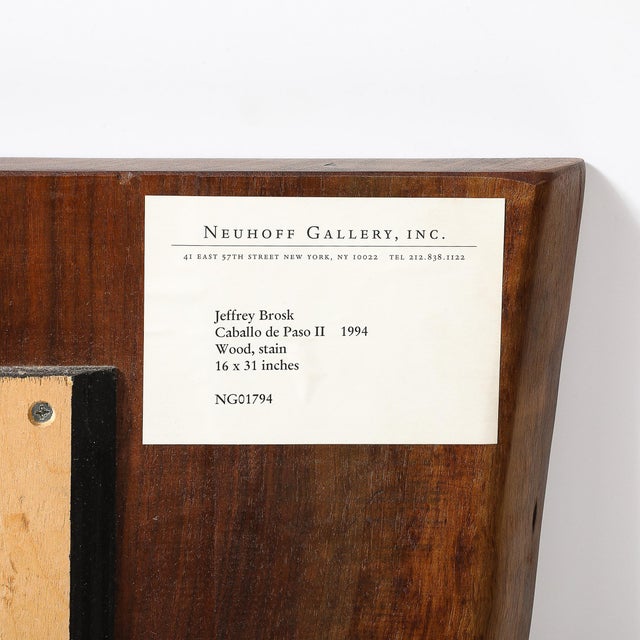 NEUHOFF GALLERY, INC.
41 EAST 57TH STREET NEW YORK, NY 10022 TEL 212.838.1122
Jeffrey Brosk
Caballo de Paso II 1994
Wood, stain
16 x 31 inches
NG01794